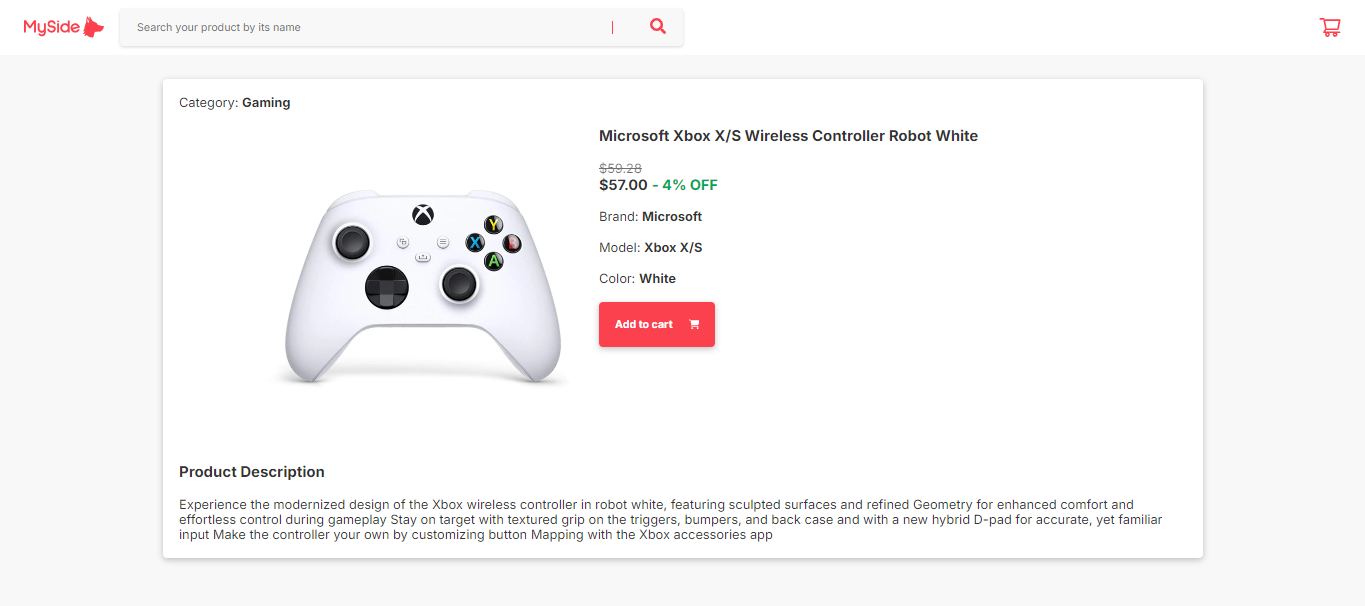 MySide
Search your product by its name
Category: Gaming
Microsoft Xbox X/S Wireless Controller Robot White
$59.28
$57.00 - 4% OFF
Brand: Microsoft
Model: Xbox X/S
Color: White
Add to cart
Y
X
B
A
Product Description
Experience the modernized design of the Xbox wireless controller in robot white, featuring sculpted surfaces and refined Geometry for enhanced comfort and
effortless control during gameplay Stay on target with textured grip on the triggers, bumpers, and back case and with a new hybrid D-pad for accurate, yet familiar
input Make the controller your own by customizing button Mapping with the Xbox accessories app